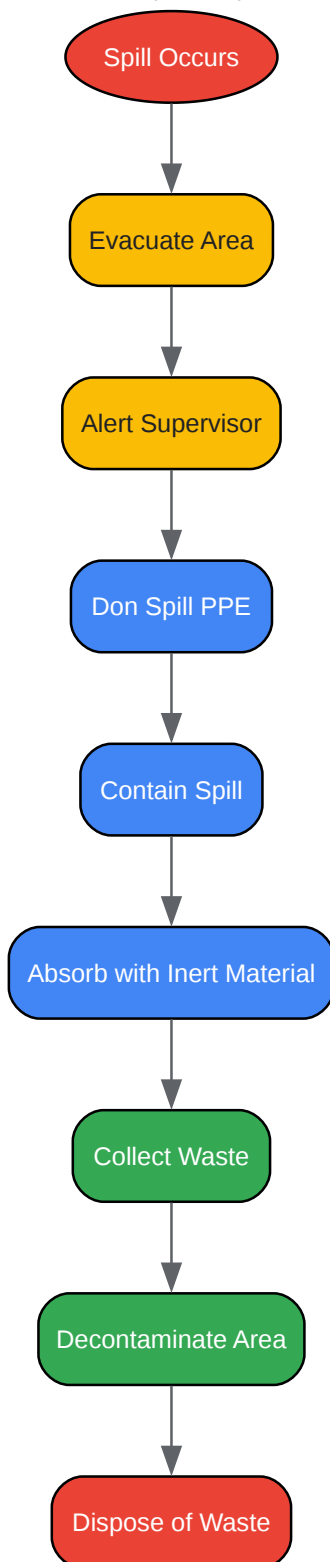 Spill Occurs
Evacuate Area
Alert Supervisor
Don Spill PPE
Contain Spill
Absorb with Inert Material
Collect Waste
Decontaminate Area
Dispose of Waste